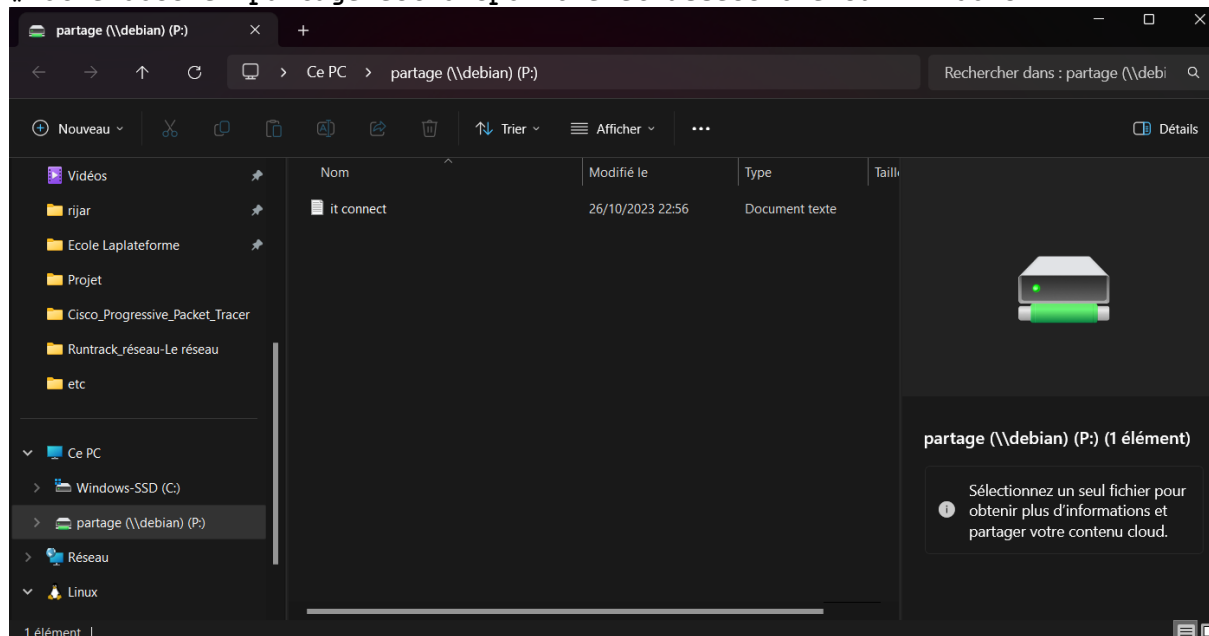 partage (\\debian) (P:)
Ce PC > partage (\\debian) (P:)
Rechercher dans : partage (\\debi
Nouveau
Trier
Afficher
Détails
Vidéos
rijar
Ecole Laplateforme
Projet
Cisco_Progressive_Packet_Tracer
Runtrack_réseau-Le réseau
etc
Ce PC
Windows-SSD (C:)
partage (\\debian) (P:)
Réseau
Linux
Nom Modifié le Type Taille
it connect 26/10/2023 22:56 Document texte
partage (\\debian) (P:) (1 élément)
Sélectionnez un seul fichier pour
obtenir plus d'informations et
partager votre contenu cloud.
1 élément